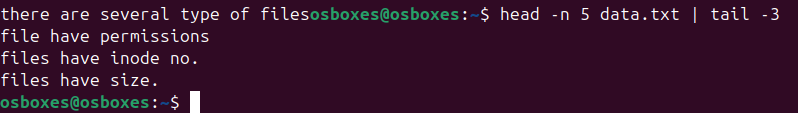 there are several type of filesosboxes@osboxes:~$ head -n 5 data.txt | tail -3
file have permissions
files have inode no.
files have size.
osboxes@osboxes:~$